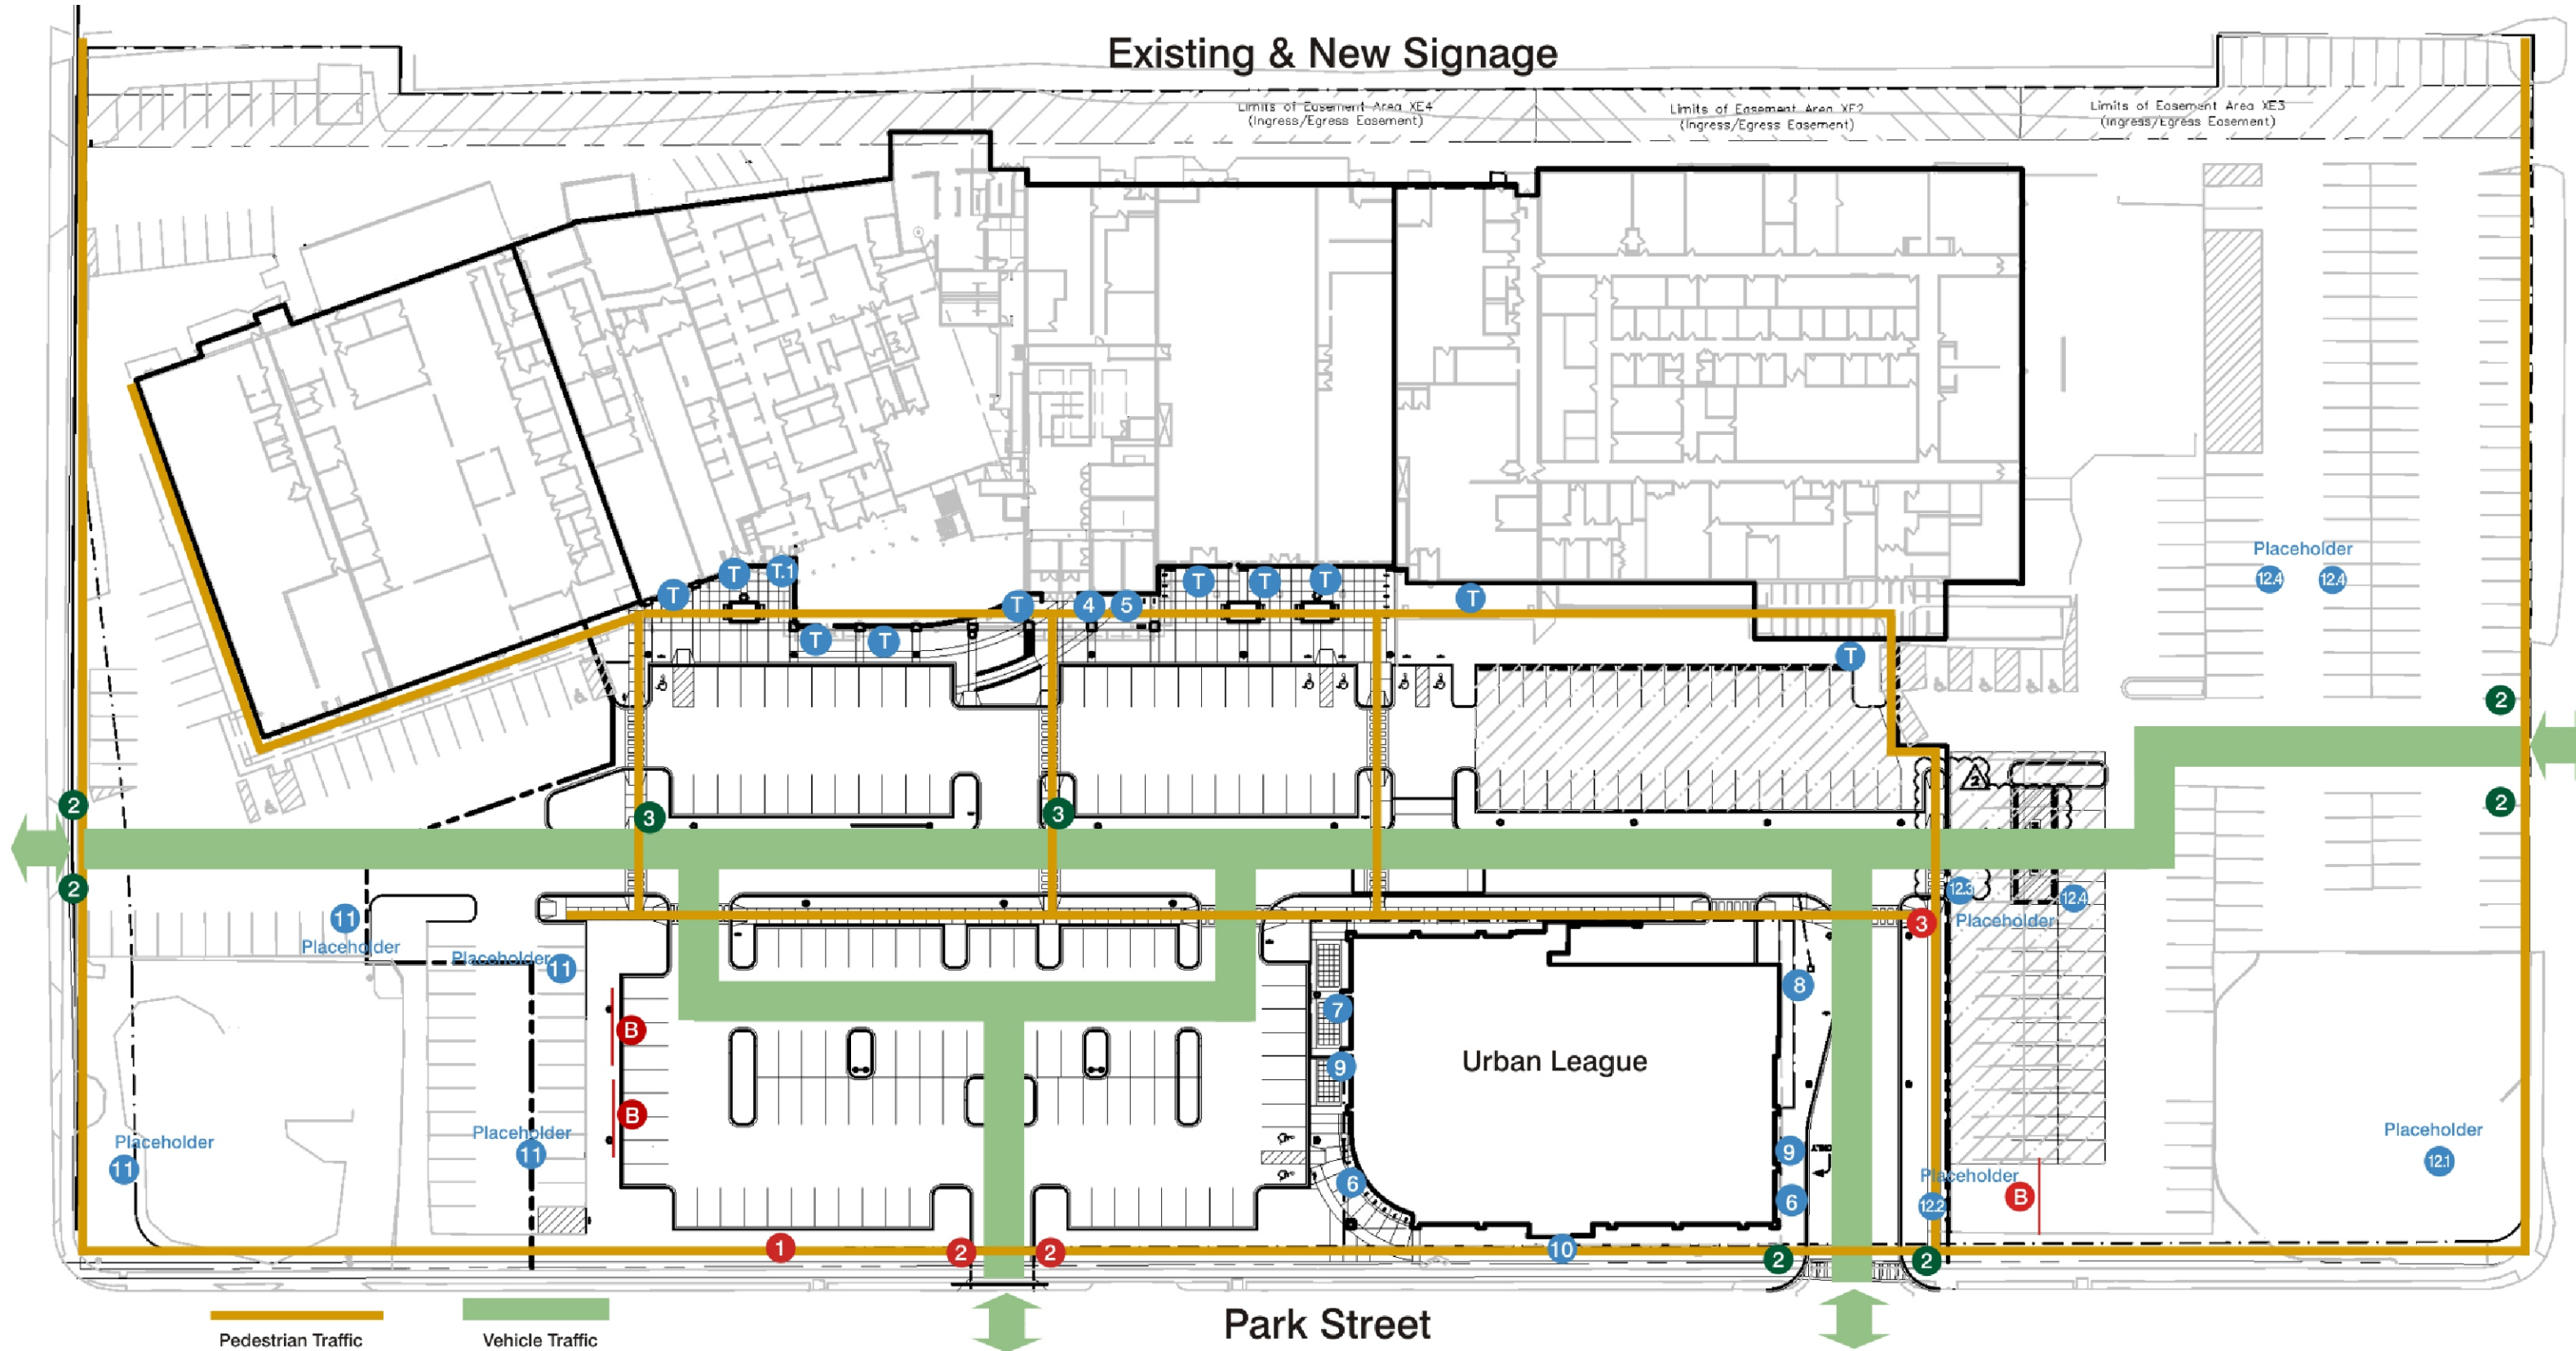 Existing & New Signage
Limits of Easement Area XE4
(Ingress/Egress Easement)
Limits of Easement Area XE2
(Ingress/Egress Easement)
Limits of Easement Area XE3
(Ingress/Egress Easement)
Placeholder
12.4 12.4
T T T.1
T 4 5
T T T
T
T T
T
2
2
2
3 3
2
2
12.3 12.4
Placeholder
3
11
Placeholder
Placeholder 11
8
7
B
Urban League
9
B
Placeholder
11
Placeholder
11
9
6 6
Placeholder
12.2
B
Placeholder
12.1
1 2 2
10
2 2
Park Street
Pedestrian Traffic
Vehicle Traffic